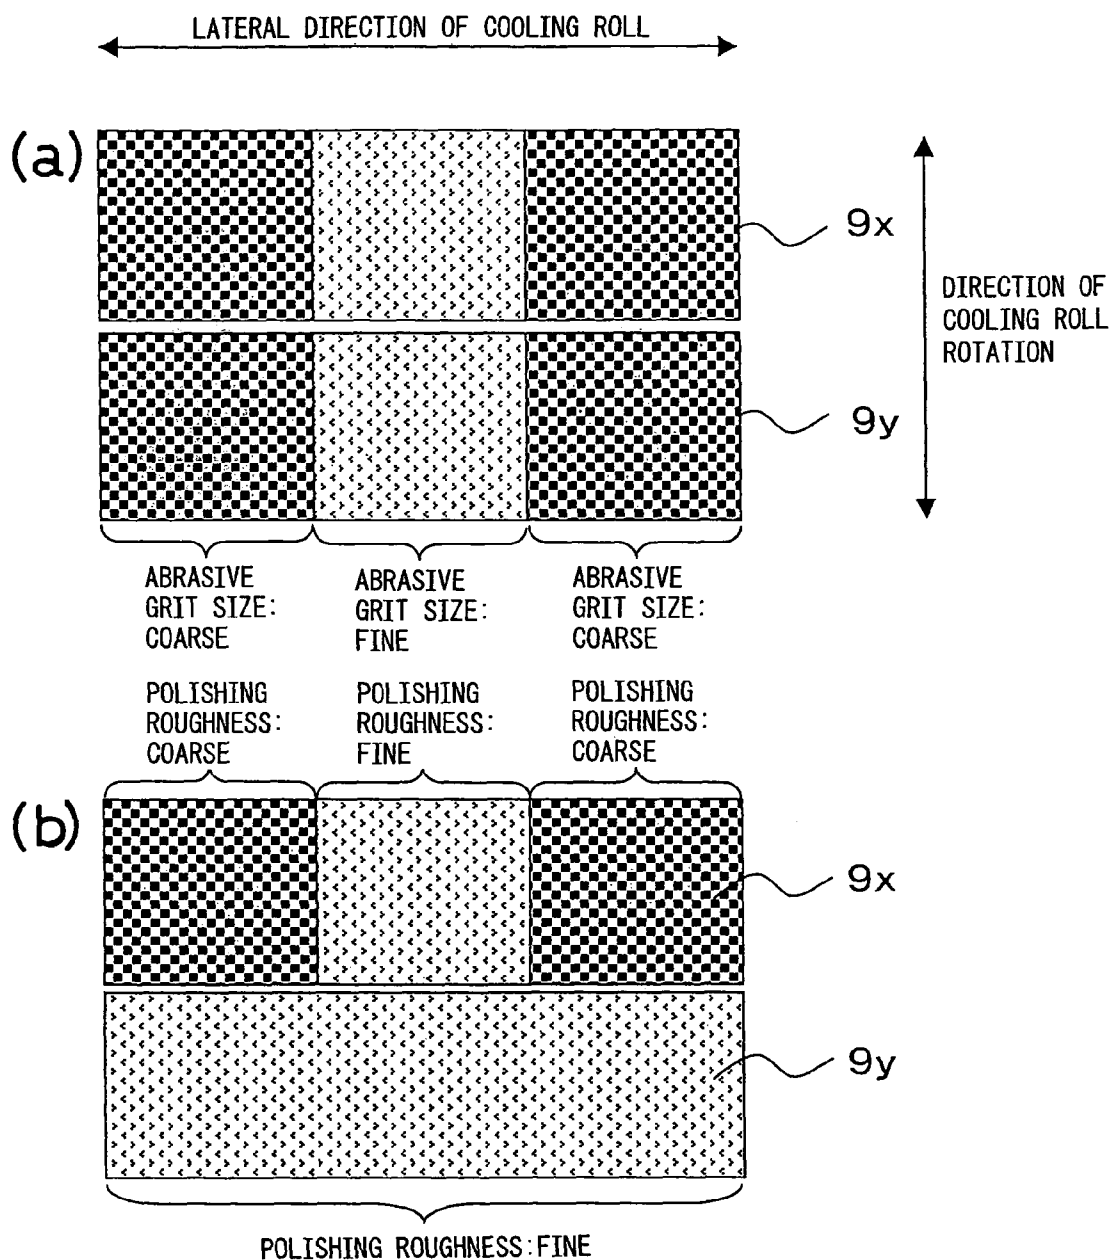 LATERAL DIRECTION OF COOLING ROLL
(a)
9x
DIRECTION OF
COOLING ROLL
ROTATION
9y
ABRASIVE
GRIT SIZE:
COARSE
ABRASIVE
GRIT SIZE:
FINE
ABRASIVE
GRIT SIZE:
COARSE
POLISHING
ROUGHNESS:
COARSE
POLISHING
ROUGHNESS:
FINE
POLISHING
ROUGHNESS:
COARSE
(b)
9x
9y
POLISHING ROUGHNESS:FINE